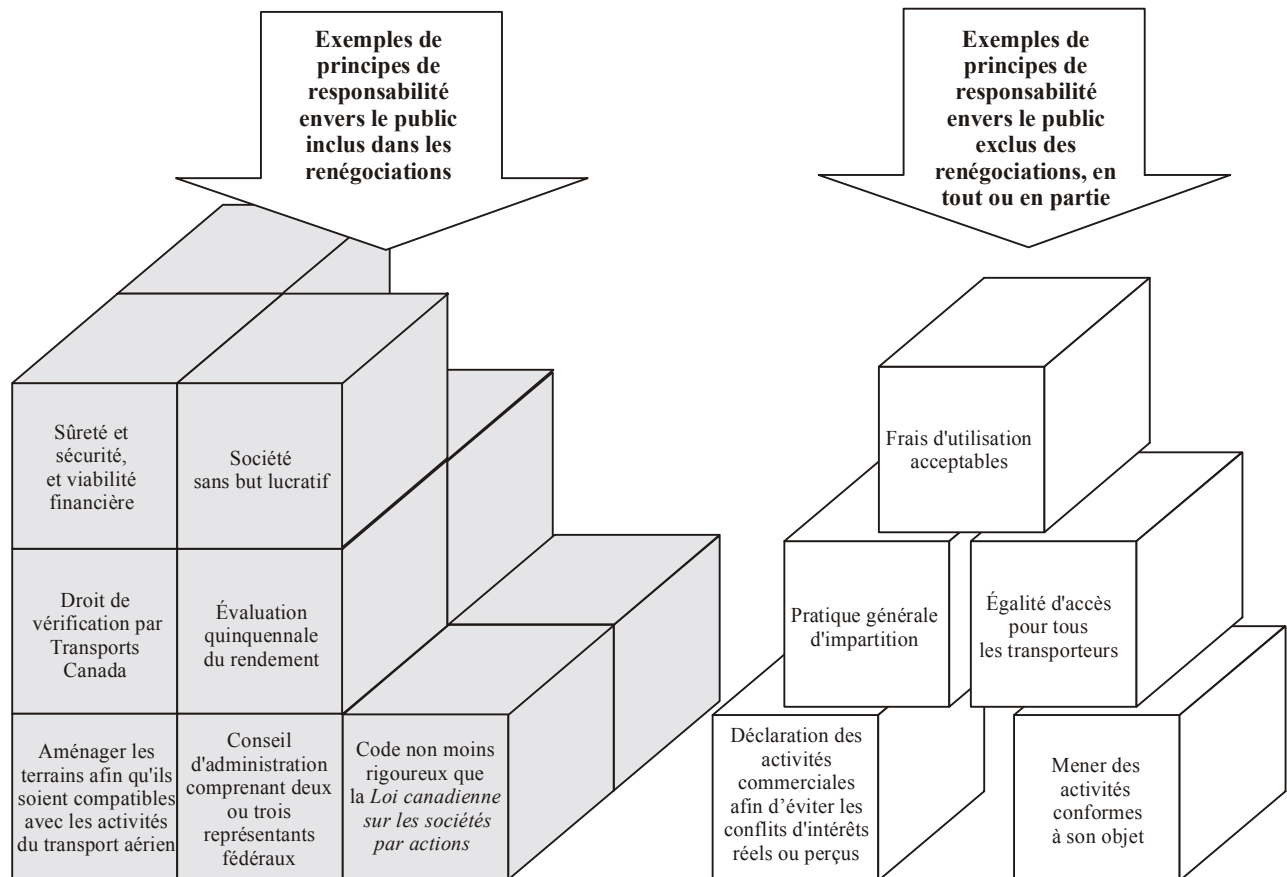 Exemples de
principes de
responsabilité
envers le public
inclus dans les
renégociations
Exemples de
principes de
responsabilité
envers le public
exclus des
renégociations, en
tout ou en partie
Sûreté et
sécurité,
et viabilité
financière
Société
sans but lucratif
Droit de
vérification par
Transports
Canada
Évaluation
quinquennale
du rendement
Aménager les
terrains afin qu'ils
soient compatibles
avec les activités
du transport aérien
Conseil
d'administration
comprenant deux
ou trois
représentants
fédéraux
Code non moins
rigoureux que
la Loi canadienne
sur les sociétés
par actions
Frais d'utilisation
acceptables
Pratique générale
d'impartition
Égalité d'accès
pour tous
les transporteurs
Déclaration des
activités
commerciales
afin d’éviter les
conflits d'intérêts
réels ou perçus
Mener des
activités
conformes
à son objet